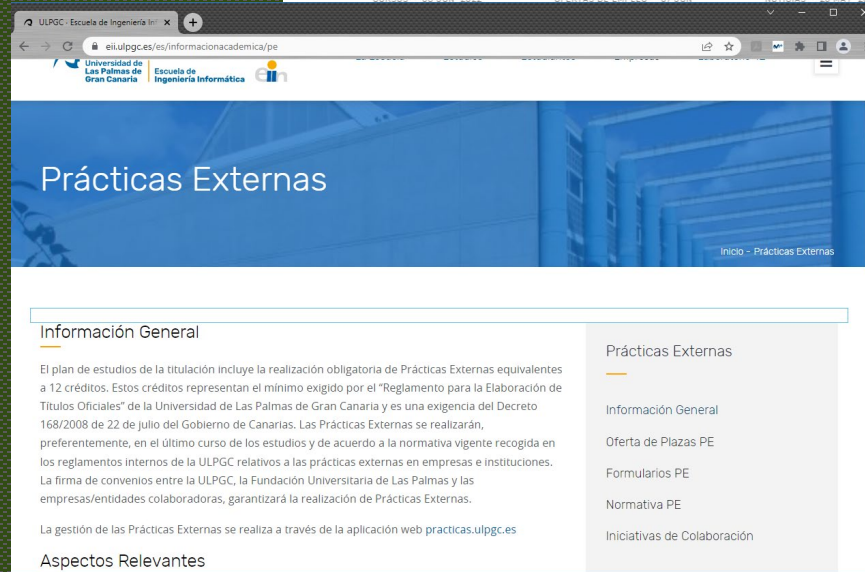 ULPGC - Escuela de Ingeniería Inf
eii.ulpgc.es/es/informacionacademica/pe
Universidad de
Las Palmas de
Gran Canaria
Escuela de
Ingeniería Informática
eii
Prácticas Externas
Inicio - Prácticas Externas
Información General
El plan de estudios de la titulación incluye la realización obligatoria de Prácticas Externas equivalentes
a 12 créditos. Estos créditos representan el mínimo exigido por el "Reglamento para la Elaboración de
Títulos Oficiales" de la Universidad de Las Palmas de Gran Canaria y es una exigencia del Decreto
168/2008 de 22 de julio del Gobierno de Canarias. Las Prácticas Externas se realizarán,
preferentemente, en el último curso de los estudios y de acuerdo a la normativa vigente recogida en
los reglamentos internos de la ULPGC relativos a las prácticas externas en empresas e instituciones.
La firma de convenios entre la ULPGC, la Fundación Universitaria de Las Palmas y las
empresas/entidades colaboradoras, garantizará la realización de Prácticas Externas.
La gestión de las Prácticas Externas se realiza a través de la aplicación web practicas.ulpgc.es
Aspectos Relevantes
Prácticas Externas
Información General
Oferta de Plazas PE
Formularios PE
Normativa PE
Iniciativas de Colaboración